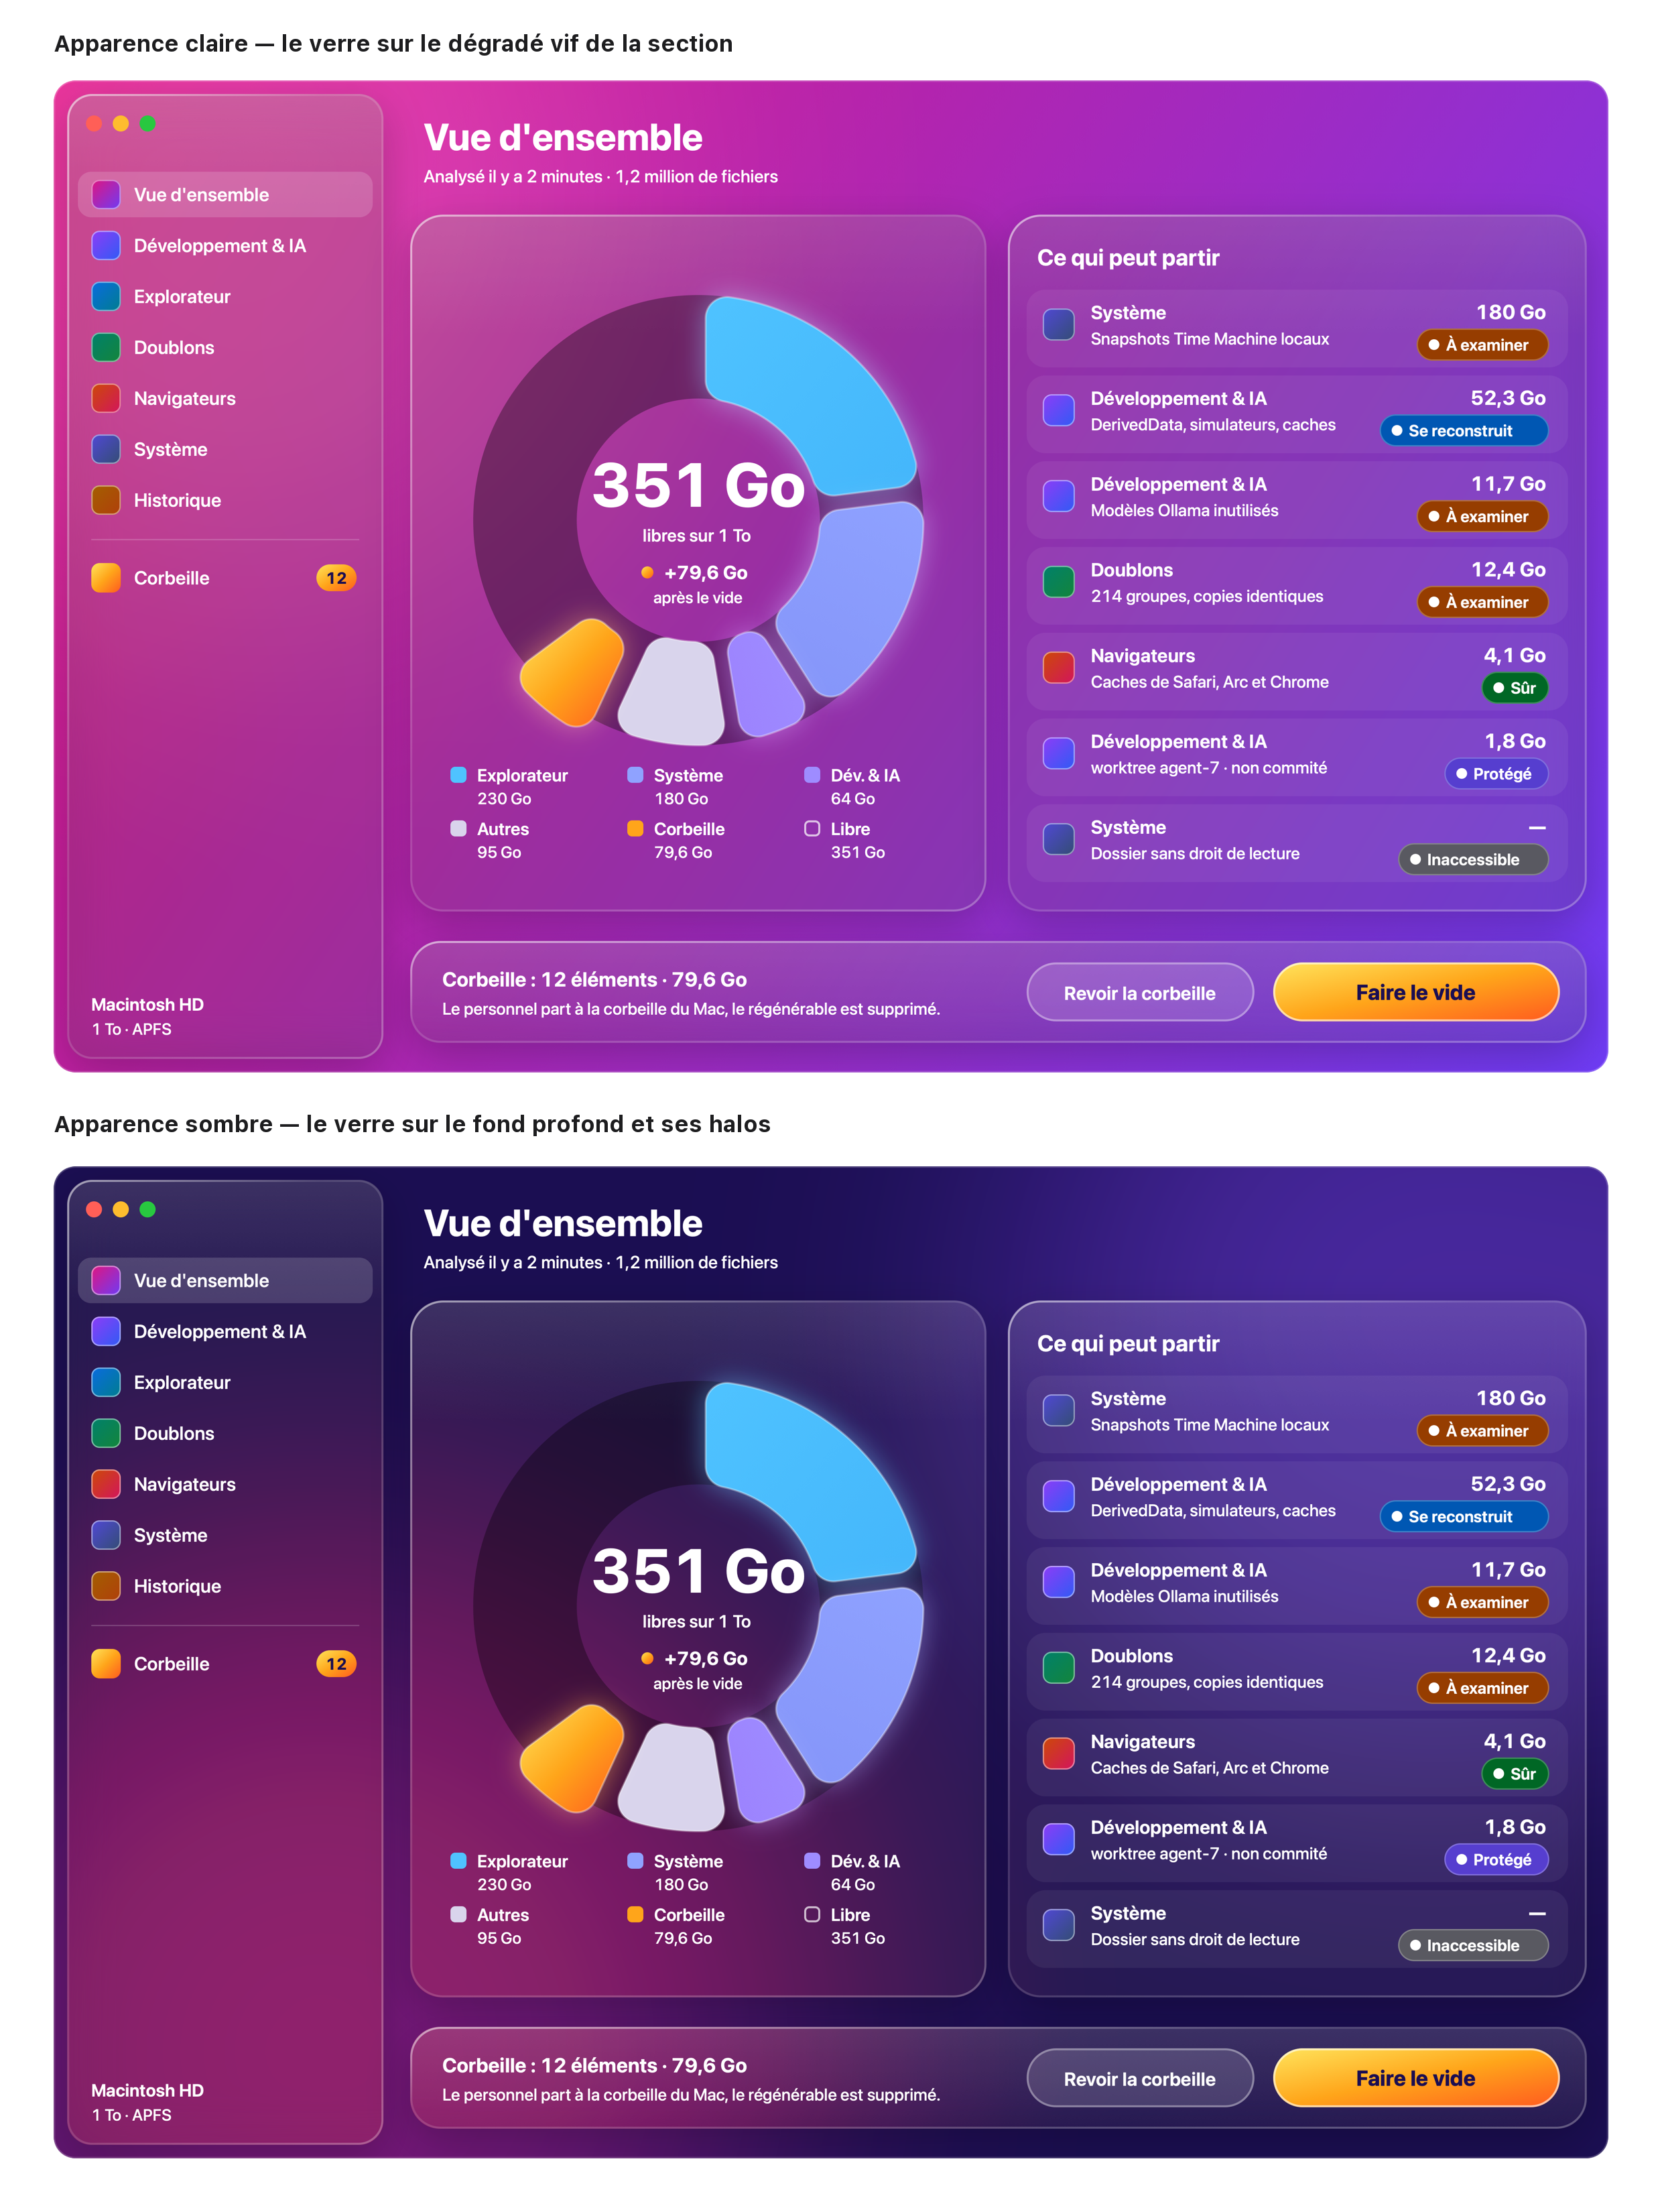 Apparence claire — le verre sur le dégradé vif de la section
Vue d'ensemble
Développement & IA
Explorateur
Doublons
Navigateurs
Système
Historique
Corbeille 12
Macintosh HD
1 To · APFS
Vue d'ensemble
Analysé il y a 2 minutes · 1,2 million de fichiers
351 Go
libres sur 1 To
+79,6 Go
après le vide
Explorateur
230 Go
Système
180 Go
Dév. & IA
64 Go
Autres
95 Go
Corbeille
79,6 Go
Libre
351 Go
Ce qui peut partir
Système 180 Go
Snapshots Time Machine locaux À examiner
Développement & IA 52,3 Go
DerivedData, simulateurs, caches Se reconstruit
Développement & IA 11,7 Go
Modèles Ollama inutilisés À examiner
Doublons 12,4 Go
214 groupes, copies identiques À examiner
Navigateurs 4,1 Go
Caches de Safari, Arc et Chrome Sûr
Développement & IA 1,8 Go
worktree agent-7 · non commité Protégé
Système —
Dossier sans droit de lecture Inaccessible
Corbeille : 12 éléments · 79,6 Go
Le personnel part à la corbeille du Mac, le régénérable est supprimé.
Revoir la corbeille
Faire le vide
Apparence sombre — le verre sur le fond profond et ses halos
Vue d'ensemble
Développement & IA
Explorateur
Doublons
Navigateurs
Système
Historique
Corbeille 12
Macintosh HD
1 To · APFS
Vue d'ensemble
Analysé il y a 2 minutes · 1,2 million de fichiers
351 Go
libres sur 1 To
+79,6 Go
après le vide
Explorateur
230 Go
Système
180 Go
Dév. & IA
64 Go
Autres
95 Go
Corbeille
79,6 Go
Libre
351 Go
Ce qui peut partir
Système 180 Go
Snapshots Time Machine locaux À examiner
Développement & IA 52,3 Go
DerivedData, simulateurs, caches Se reconstruit
Développement & IA 11,7 Go
Modèles Ollama inutilisés À examiner
Doublons 12,4 Go
214 groupes, copies identiques À examiner
Navigateurs 4,1 Go
Caches de Safari, Arc et Chrome Sûr
Développement & IA 1,8 Go
worktree agent-7 · non commité Protégé
Système —
Dossier sans droit de lecture Inaccessible
Corbeille : 12 éléments · 79,6 Go
Le personnel part à la corbeille du Mac, le régénérable est supprimé.
Revoir la corbeille
Faire le vide